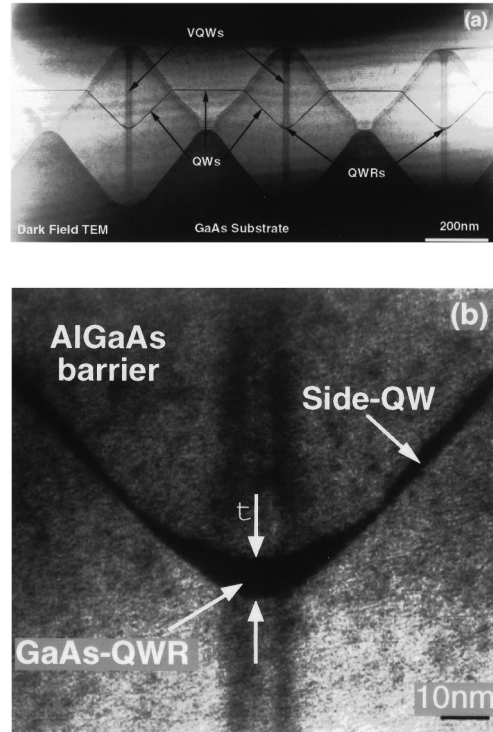 (a)
VQWs
QWs
QWRs
Dark Field TEM
GaAs Substrate
200nm
(b)
AlGaAs
barrier
Side-QW
t
GaAs-QWR
10nm